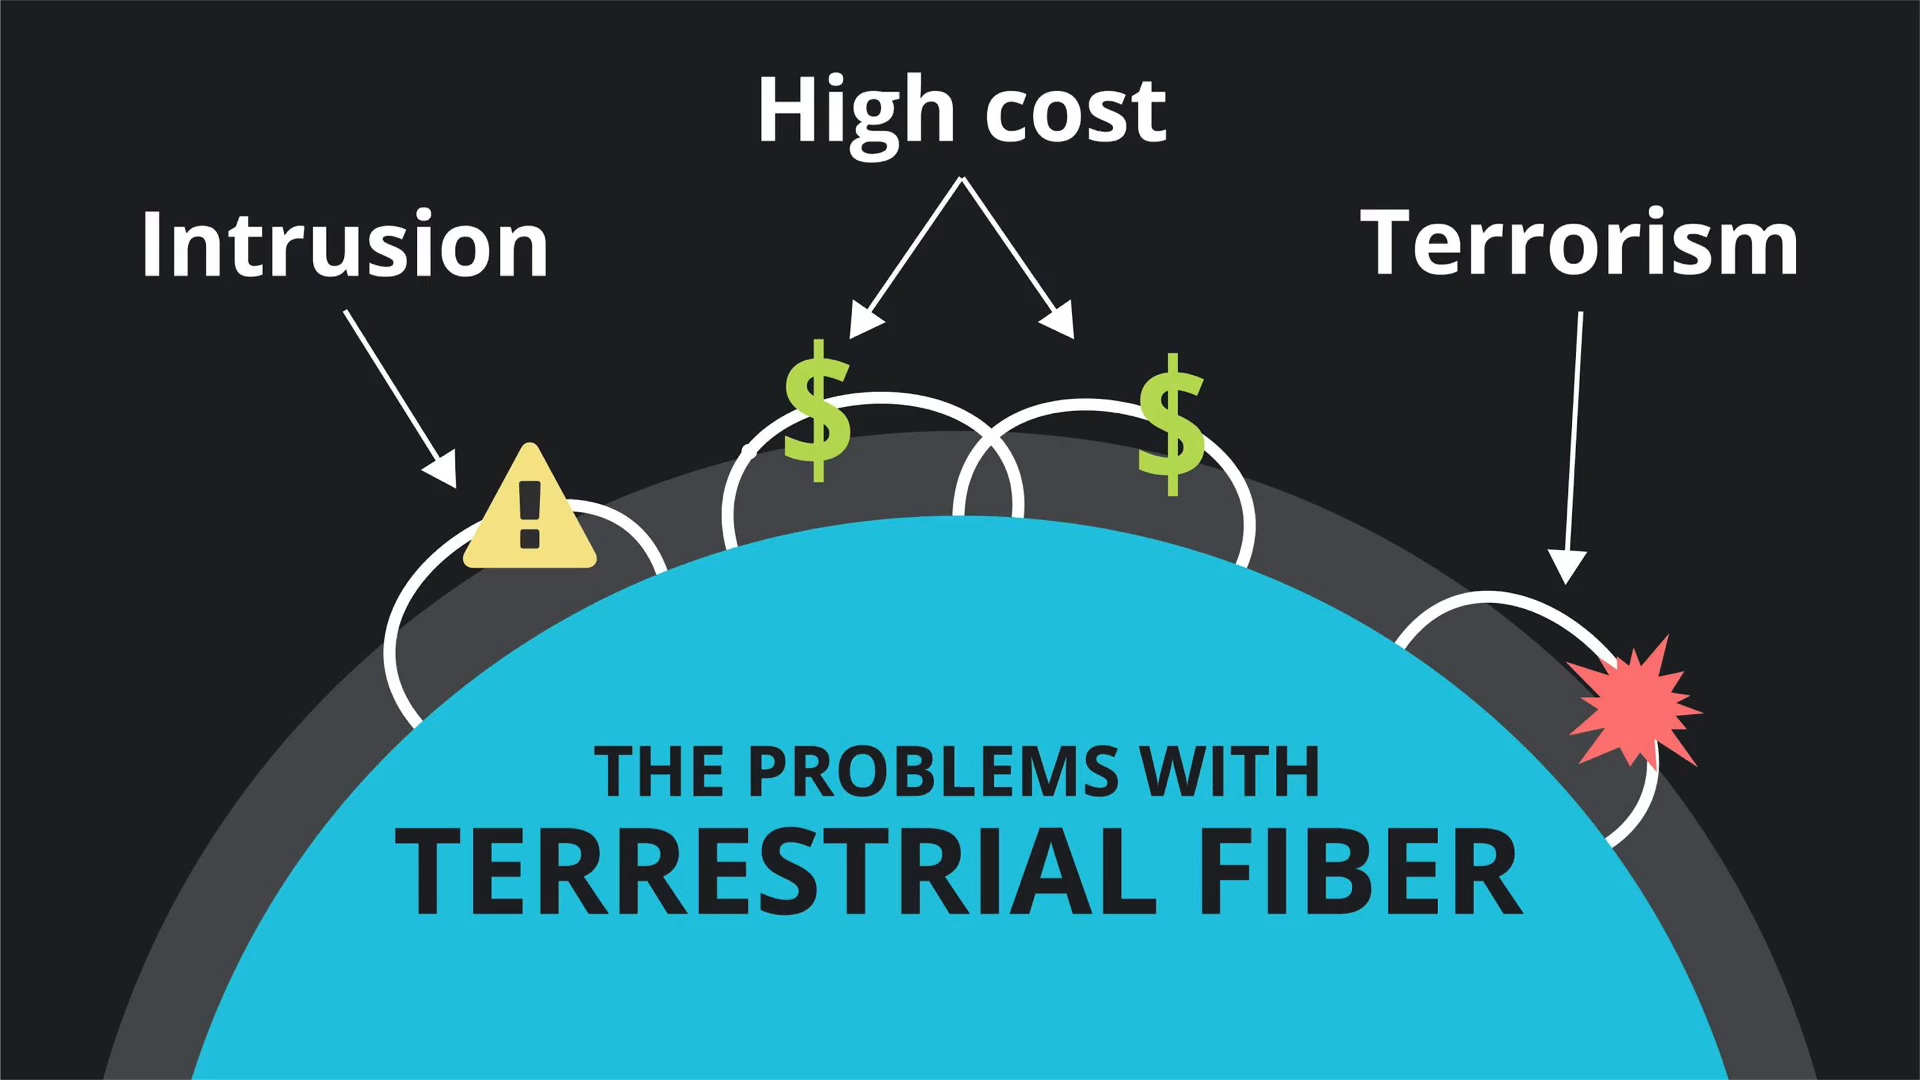 High cost
Intrusion
Terrorism
$ $
!
THE PROBLEMS WITH
TERRESTRIAL FIBER